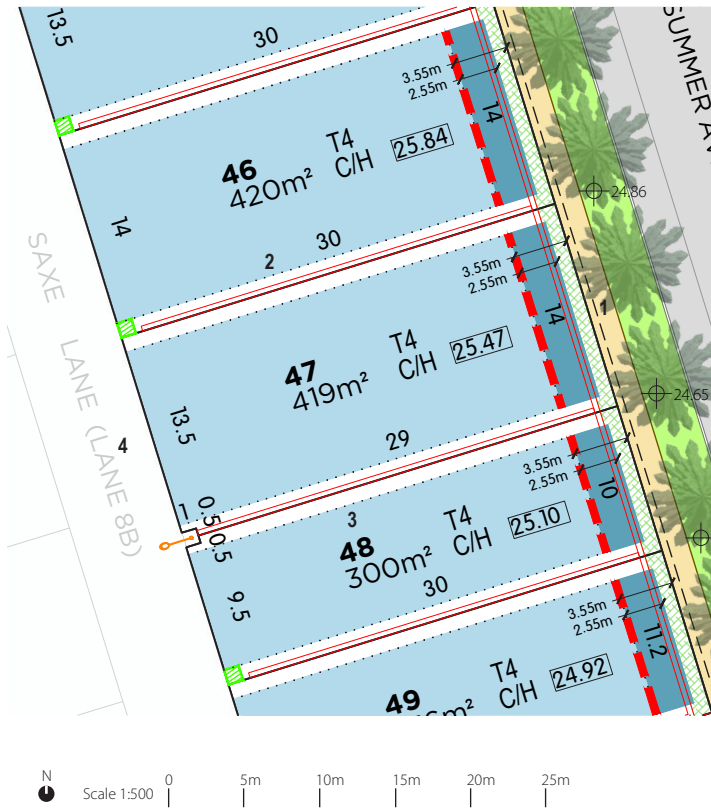 13.5
30
SUMMER AV
3.55m
2.55m
14
46
420m²
T4
C/H
25.84
24.86
14
30
2
SAXE LANE (LANE 8B)
3.55m
2.55m
14
1
47
419m²
T4
C/H
25.47
24.65
13.5
4
29
3.55m
2.55m
10
1
0.5
0.5
3
48
300m²
T4
C/H
25.10
9.5
30
3.55m
2.55m
11.2
49
T4
C/H
24.92
m²
N
Scale 1:500
0
5m
10m
15m
20m
25m